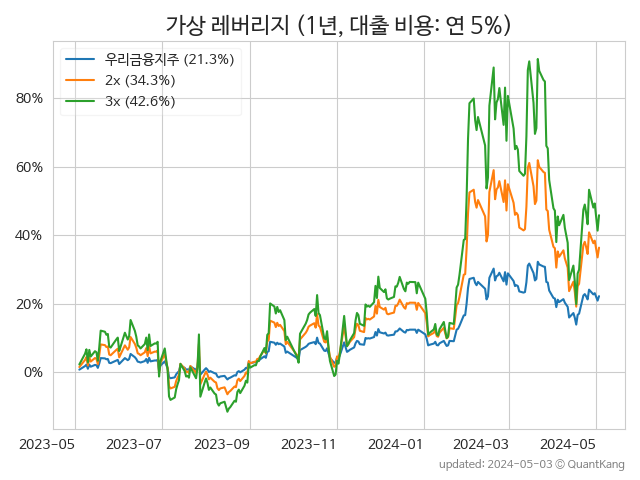 가상 레버리지 (1년, 대출 비용: 연 5%)
우리금융지주 (21.3%)
2x (34.3%)
3x (42.6%)
80%
60%
40%
20%
0%
2023-05 2023-07 2023-09 2023-11 2024-01 2024-03 2024-05
updated: 2024-05-03 © QuantKang